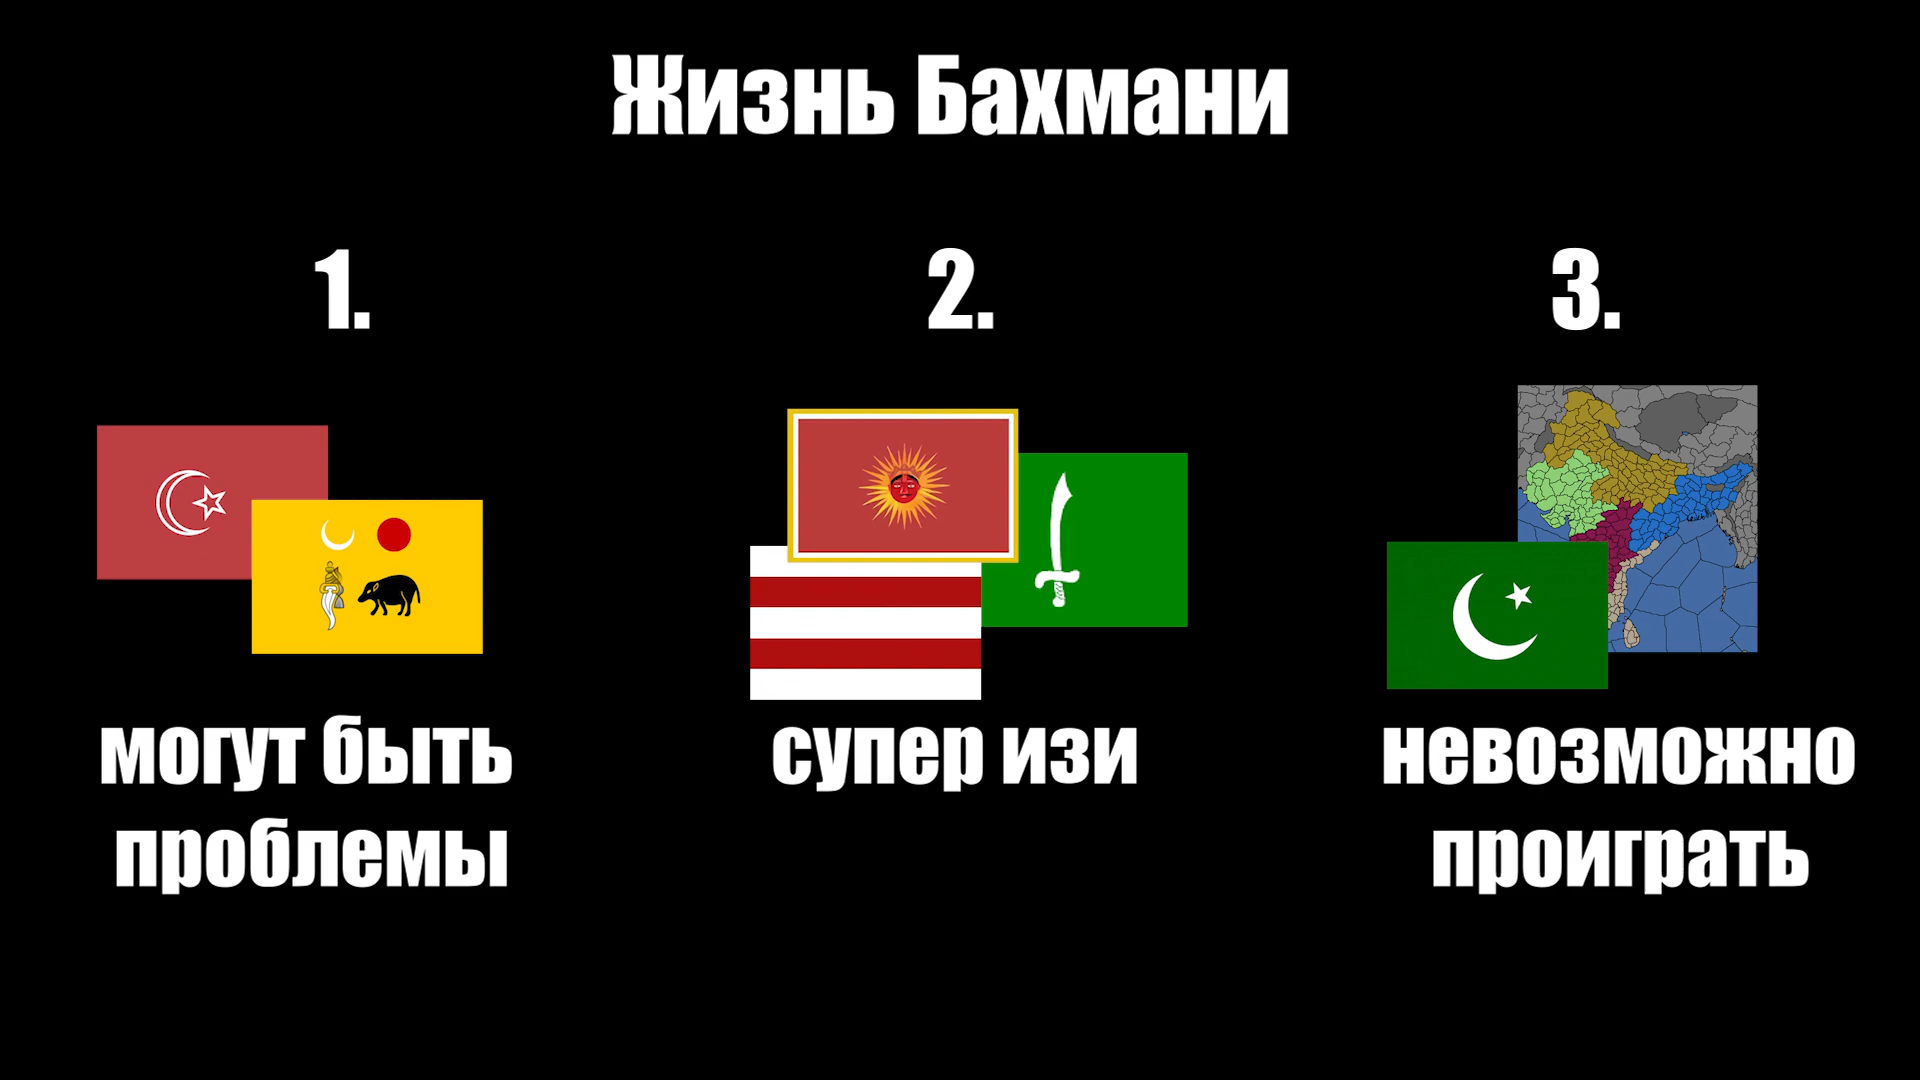 Жизнь Бахмани
1.
2.
3.
могут быть
проблемы
супер изи
невозможно
проиграть